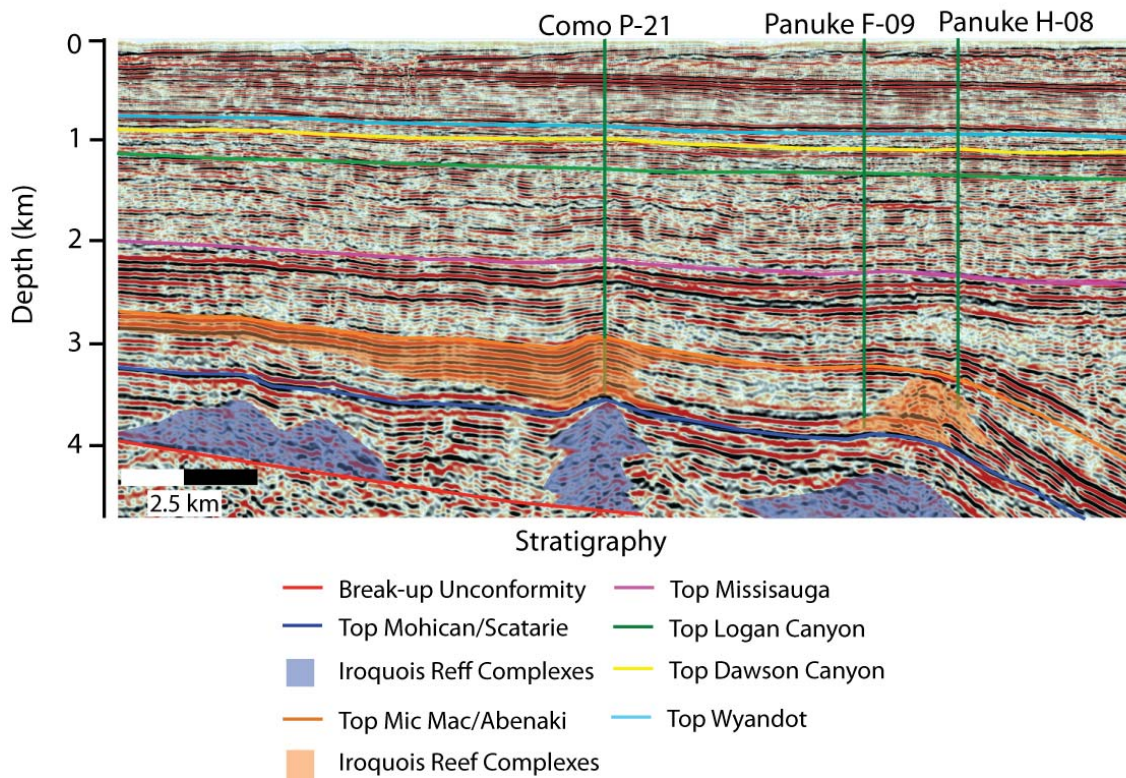 Como P-21 Panuke F-09 Panuke H-08
0
1
2
3
4
Depth (km)
2.5 km
Stratigraphy
Break-up Unconformity
Top Mohican/Scatarie
Iroquois Reff Complexes
Top Mic Mac/Abenaki
Iroquois Reef Complexes
Top Missisauga
Top Logan Canyon
Top Dawson Canyon
Top Wyandot